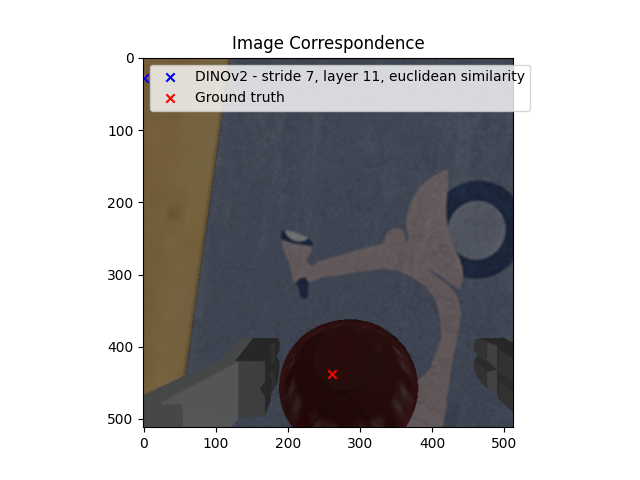 Image Correspondence
DINOv2 - stride 7, layer 11, euclidean similarity
Ground truth
0
100
200
300
400
500
0 100 200 300 400 500